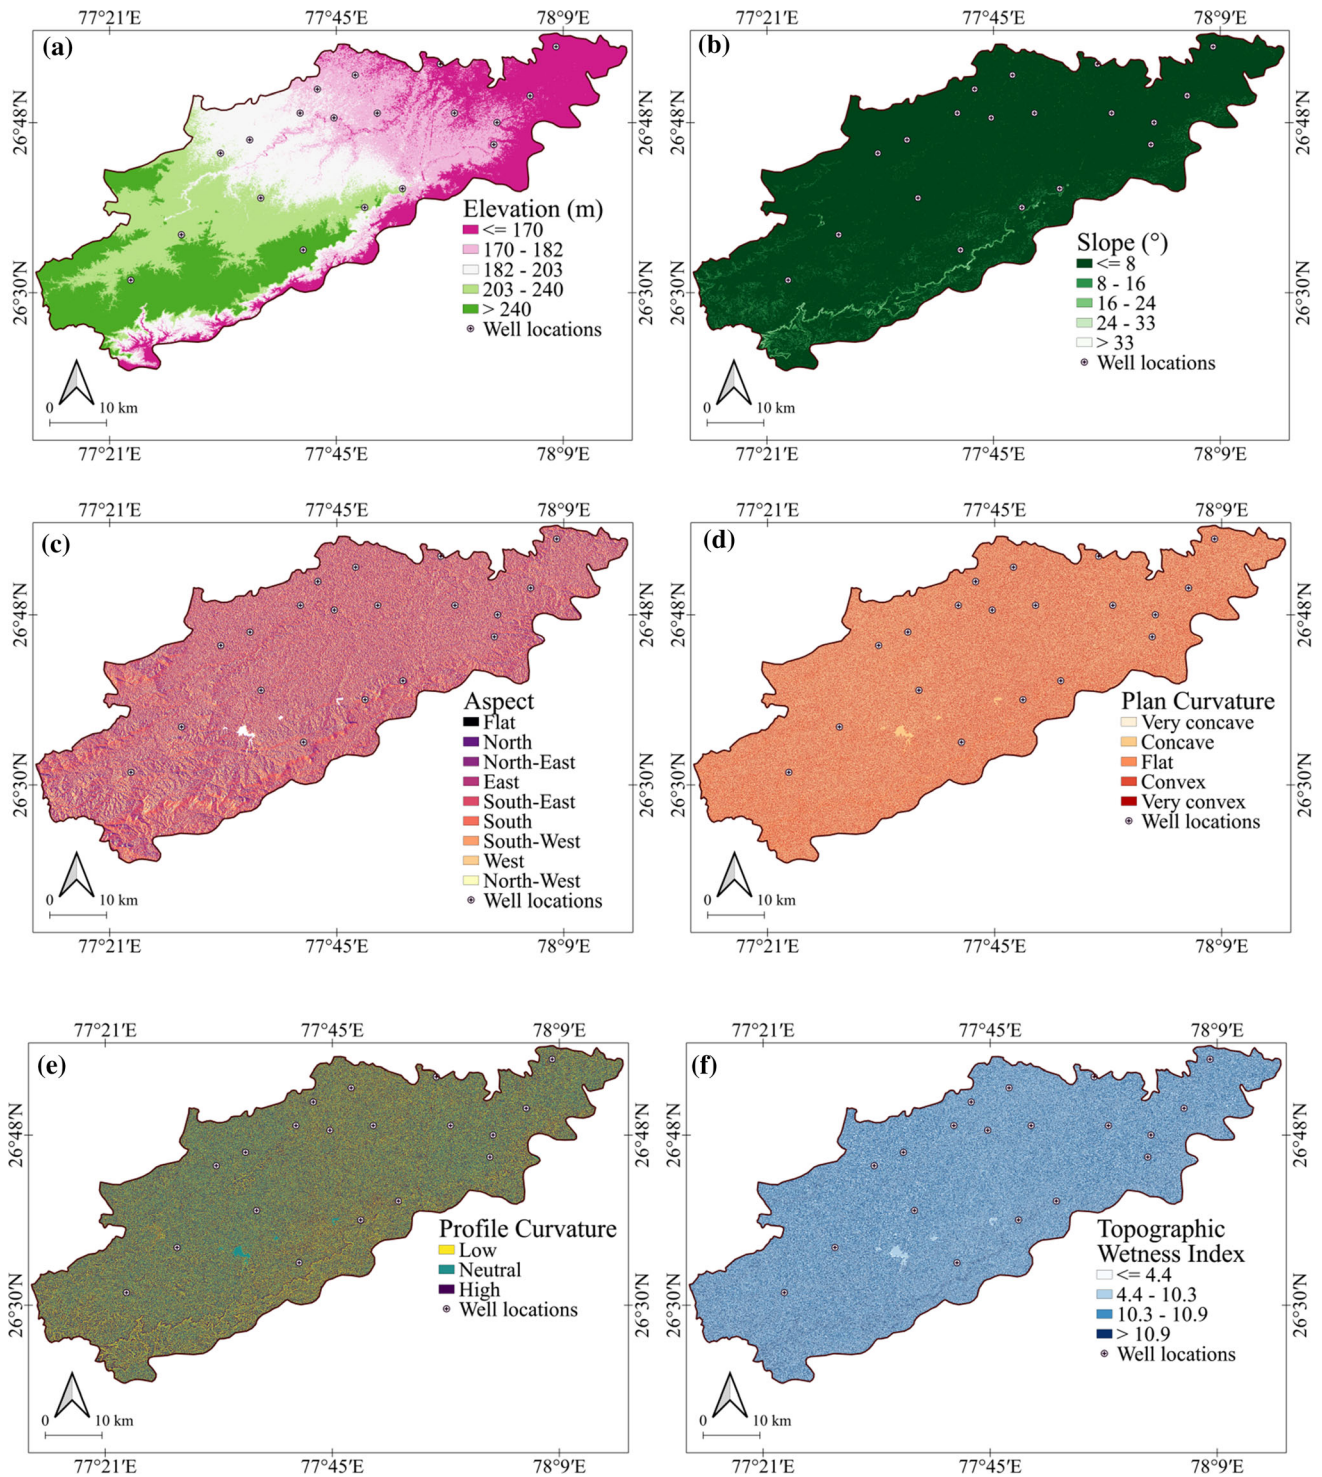 77°21'E 77°45'E 78°9'E
(a)
26°48'N 26°48'N
26°30'N 26°30'N
Elevation (m)
<= 170
170 - 182
182 - 203
203 - 240
> 240
Well locations
0 10 km
77°21'E 77°45'E 78°9'E
77°21'E 77°45'E 78°9'E
(b)
26°48'N 26°48'N
26°30'N 26°30'N
Slope (°)
<= 8
8 - 16
16 - 24
24 - 33
> 33
Well locations
0 10 km
77°21'E 77°45'E 78°9'E
77°21'E 77°45'E 78°9'E
(c)
26°48'N 26°48'N
26°30'N 26°30'N
Aspect
Flat
North
North-East
East
South-East
South
South-West
West
North-West
Well locations
0 10 km
77°21'E 77°45'E 78°9'E
77°21'E 77°45'E 78°9'E
(d)
26°48'N 26°48'N
26°30'N 26°30'N
Plan Curvature
Very concave
Concave
Flat
Convex
Very convex
Well locations
0 10 km
77°21'E 77°45'E 78°9'E
77°21'E 77°45'E 78°9'E
(e)
26°48'N 26°48'N
26°30'N 26°30'N
Profile Curvature
Low
Neutral
High
Well locations
0 10 km
77°21'E 77°45'E 78°9'E
77°21'E 77°45'E 78°9'E
(f)
26°48'N 26°48'N
26°30'N 26°30'N
Topographic
Wetness Index
<= 4.4
4.4 - 10.3
10.3 - 10.9
> 10.9
Well locations
0 10 km
77°21'E 77°45'E 78°9'E